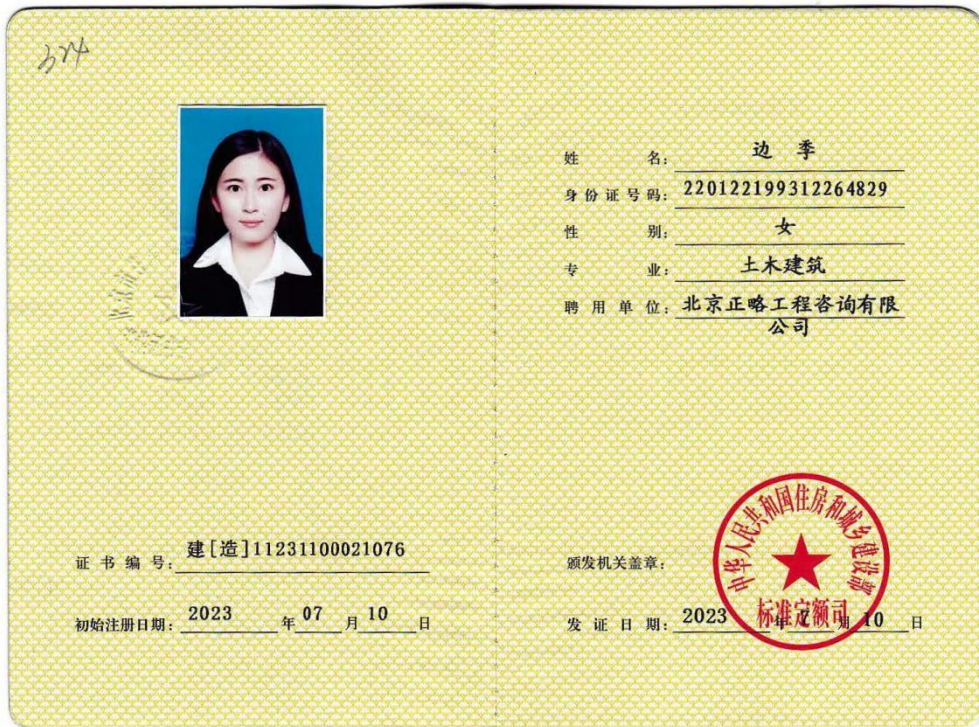 324
姓 名: 边季
身份证号码: 220122199312264829
性 别: 女
专 业: 土木建筑
聘用单位: 北京正略工程咨询有限
公司
证书编号: 建[造]11231100021076
初始注册日期: 2023 年 07 月 10 日
颁发机关盖章:
中华人民共和国住房和城乡建设部
标准定额司
发证日期: 2023 年 7 月 10 日